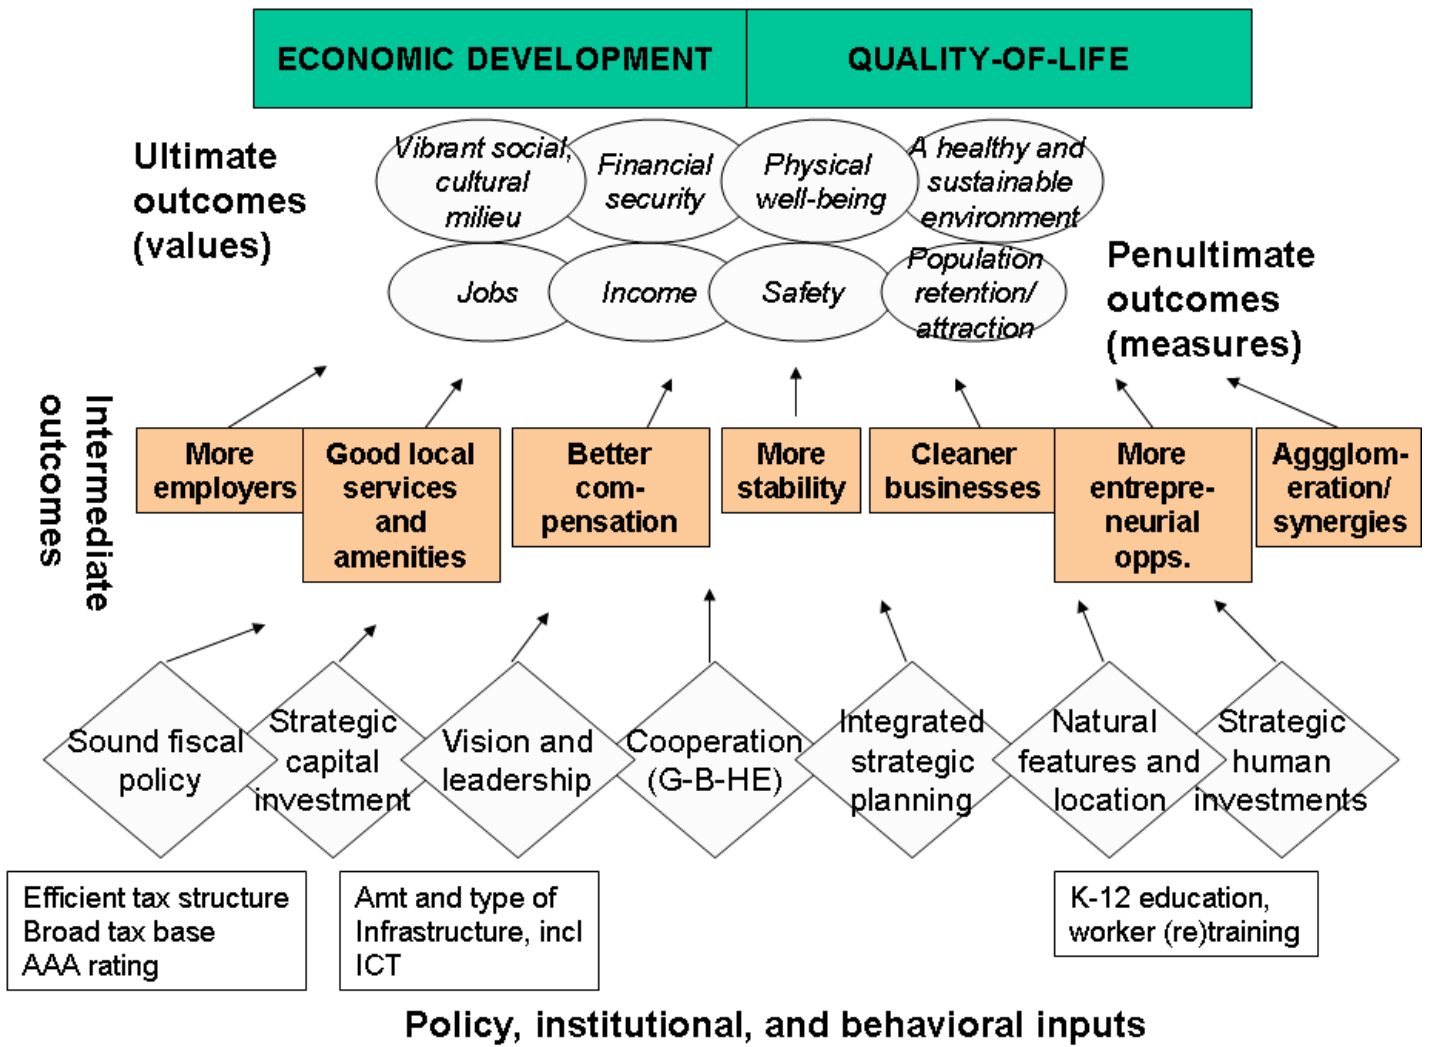 ECONOMIC DEVELOPMENT
QUALITY-OF-LIFE
Ultimate
outcomes
(values)
Vibrant social,
cultural
milieu
Financial
security
Physical
well-being
A healthy and
sustainable
environment
Jobs
Income
Safety
Population
retention/
attraction
Penultimate
outcomes
(measures)
Intermediate
outcomes
More
employers
Good local
services
and
amenities
Better
com-
pensation
More
stability
Cleaner
businesses
More
entrepre-
neurial
opps.
Aggglom-
eration/
synergies
Sound fiscal
policy
Strategic
capital
investment
Vision and
leadership
Cooperation
(G-B-HE)
Integrated
strategic
planning
Natural
features and
location
Strategic
human
investments
Efficient tax structure
Broad tax base
AAA rating
Amt and type of
Infrastructure, incl
ICT
K-12 education,
worker (re)training
Policy, institutional, and behavioral inputs